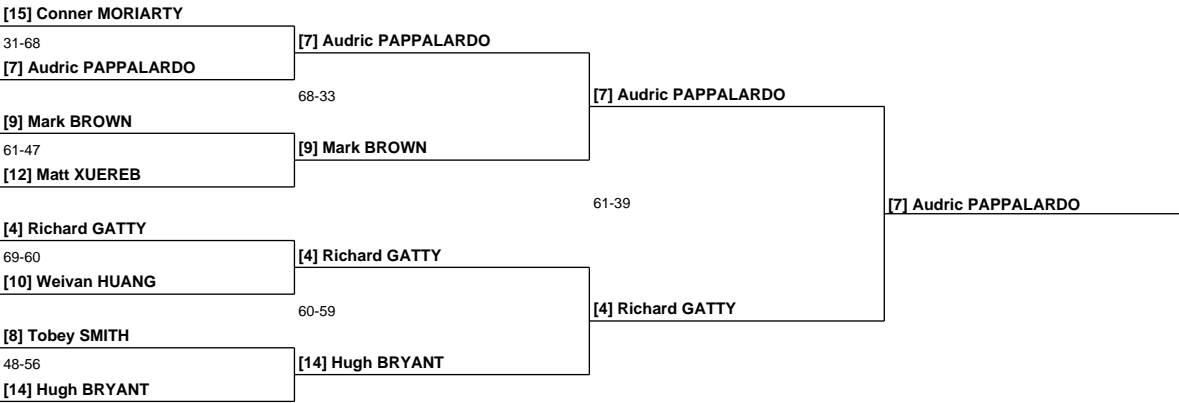 [15] Conner MORIARTY
31-68
[7] Audric PAPPALARDO
[9] Mark BROWN
61-47
[12] Matt XUEREB
[4] Richard GATTY
69-60
[10] Weivan HUANG
[8] Tobey SMITH
48-56
[14] Hugh BRYANT
[7] Audric PAPPALARDO
68-33
[9] Mark BROWN
[4] Richard GATTY
60-59
[14] Hugh BRYANT
[7] Audric PAPPALARDO
61-39
[4] Richard GATTY
[7] Audric PAPPALARDO